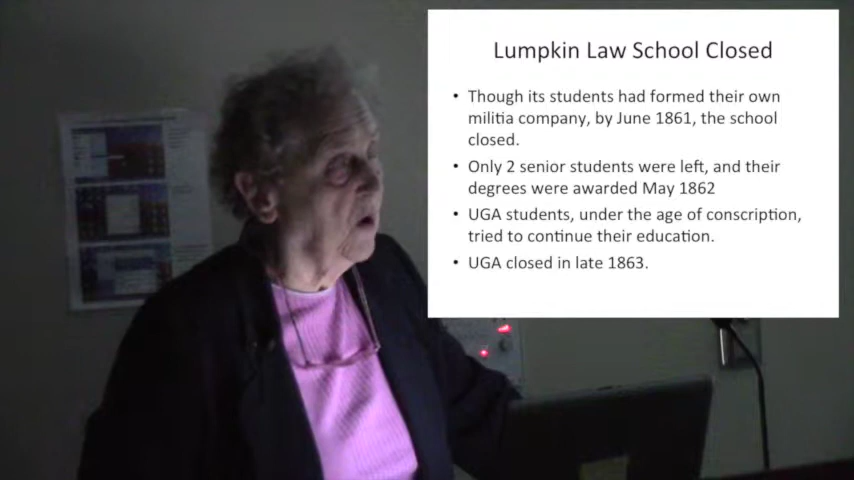 Lumpkin Law School Closed
• Though its students had formed their own
militia company, by June 1861, the school
closed.
• Only 2 senior students were left, and their
degrees were awarded May 1862
• UGA students, under the age of conscription,
tried to continue their education.
• UGA closed in late 1863.